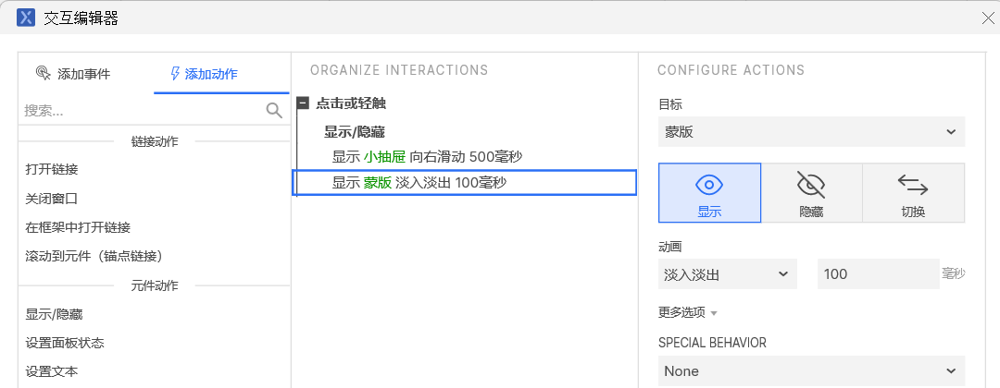 交互编辑器
添加事件
添加动作
搜索...
链接动作
打开链接
关闭窗口
在框架中打开链接
滚动到元件（锚点链接）
元件动作
显示/隐藏
设置面板状态
设置文本
ORGANIZE INTERACTIONS
点击或轻触
显示/隐藏
显示 小抽屉 向右滑动 500毫秒
显示 蒙版 淡入淡出 100毫秒
CONFIGURE ACTIONS
目标
蒙版
显示
隐藏
切换
动画
淡入淡出
100
毫秒
更多选项
SPECIAL BEHAVIOR
None